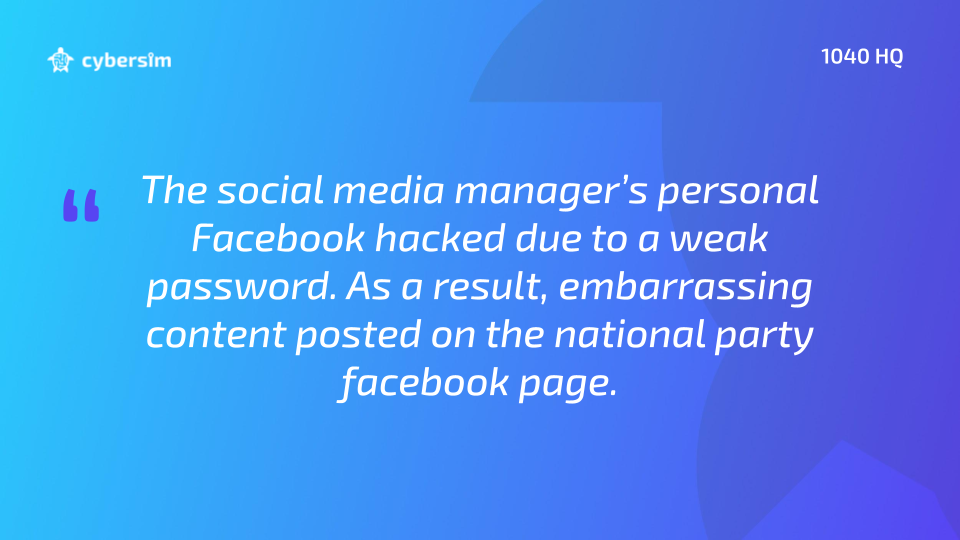 cybersim
1040 HQ
“
The social media manager’s personal
Facebook hacked due to a weak
password. As a result, embarrassing
content posted on the national party
facebook page.